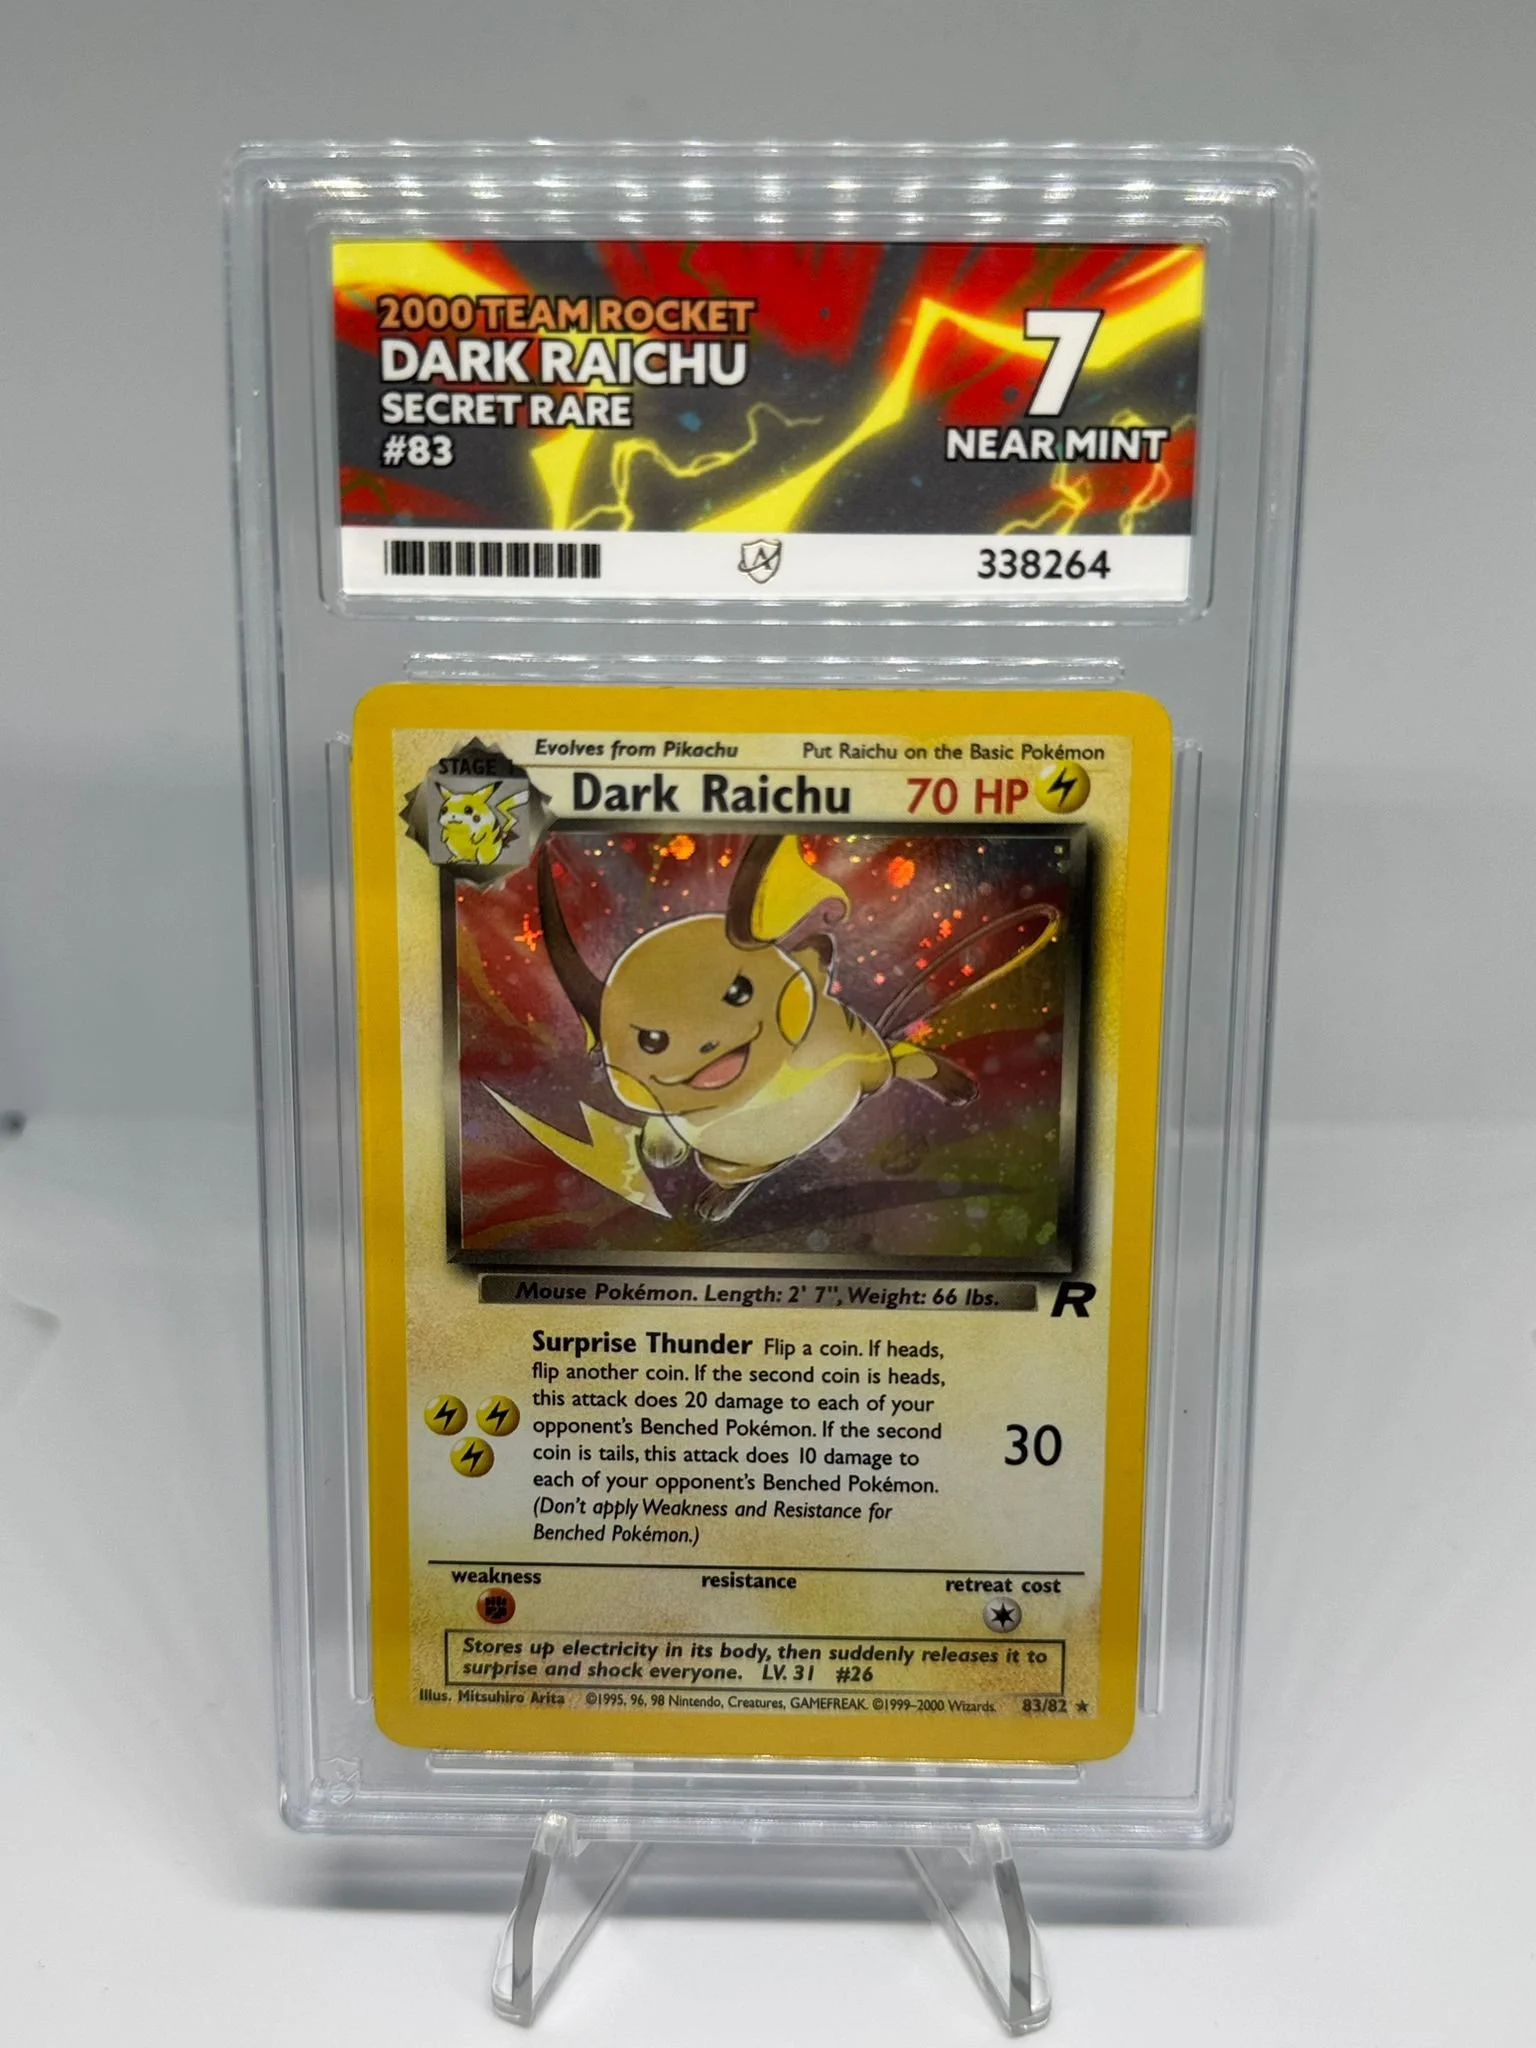 2000 TEAM ROCKET
DARK RAICHU
SECRET RARE
#83
7
NEAR MINT
338264
Evolves from Pikachu Put Raichu on the Basic Pokémon
STAGE 1
Dark Raichu 70 HP
Mouse Pokémon. Length: 2' 7", Weight: 66 lbs.
R
Surprise Thunder Flip a coin. If heads,
flip another coin. If the second coin is heads,
this attack does 20 damage to each of your
opponent's Benched Pokémon. If the second
coin is tails, this attack does 10 damage to
each of your opponent's Benched Pokémon.
(Don't apply Weakness and Resistance for
Benched Pokémon.)
30
weakness resistance retreat cost
Stores up electricity in its body, then suddenly releases it to
surprise and shock everyone. LV. 31 #26
Illus. Mitsuhiro Arita ©1995, 96, 98 Nintendo, Creatures, GAMEFREAK. ©1999-2000 Wizards. 83/82 ★